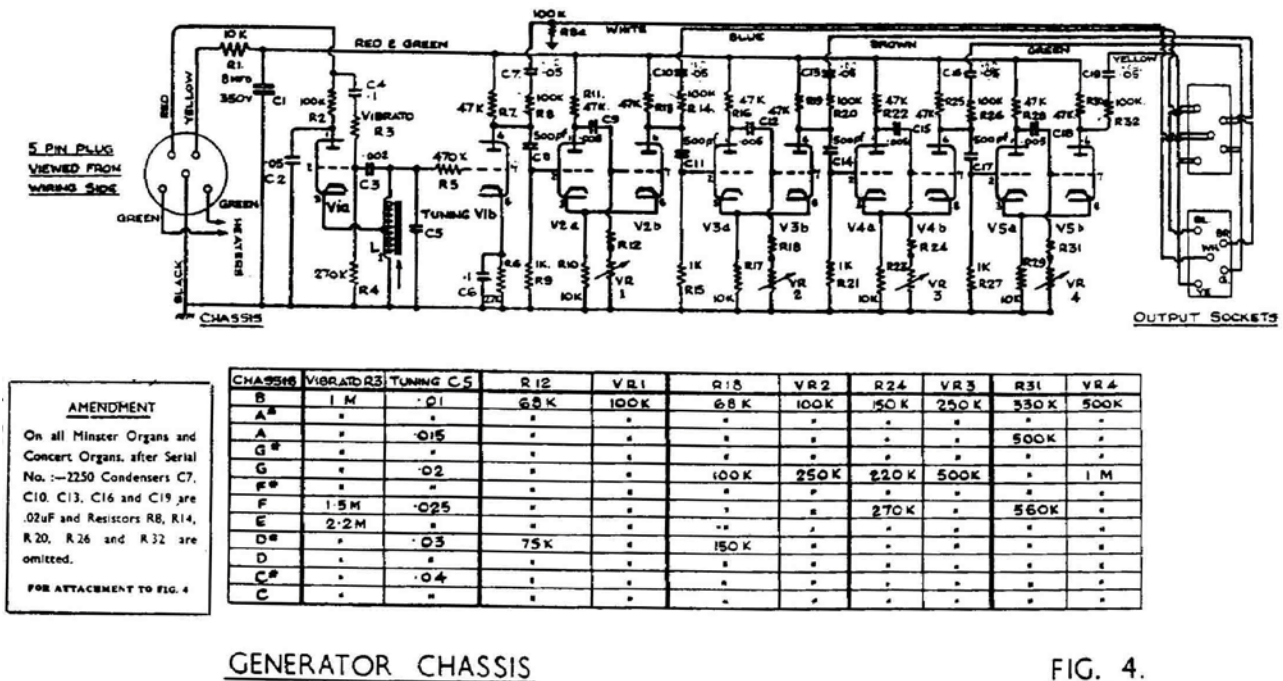 100K
R34
WHITE
BLUE
BROWN
GREEN
YELLOW
10K
R1
RED & GREEN
8 MFD
350V
C1
RED
YELLOW
100K
R2
C4
.1
VIBRATO
R3
47K
R7
C7
.05
100K
R8
R11
47K
C9
47K
R13
C10
.05
100K
R14
47K
R16
C12
47K
R19
C13
.05
100K
R20
47K
R22
C15
47K
R25
C16
.05
100K
R26
47K
R28
C18
R30
C19
.05
100K
R32
5 PIN PLUG
VIEWED FROM
WIRING SIDE
.05
C2
.002
C3
470K
R5
500pf
C8
500pf
C11
500pf
C14
500pf
C17
GREEN
GREEN
HEATERS
BLACK
CHASSIS
V1a
L1
TUNING
C5
V1b
270K
R4
.1
C6
R6
V2a
V2b
V3a
V3b
V4a
V4b
V5a
V5b
1K
R9
R10
10K
R12
VR
1
1K
R15
R17
10K
R18
VR
2
1K
R21
R23
10K
R24
VR
3
1K
R27
R29
10K
R31
VR
4
BL
BR
WH
G
YE
OUTPUT SOCKETS
AMENDMENT
On all Minster Organs and
Concert Organs, after Serial
No. :—2250 Condensers C7,
C10, C13, C16 and C19 are
.02uF and Resistors R8, R14,
R20, R26 and R32 are
omitted.
FOR ATTACHMENT TO FIG. 4
CHASSIS VIBRATO R3 TUNING C5 R12 VR1 R18 VR2 R24 VR3 R31 VR4
B 1 M .01 68K 100K 68K 100K 150K 250K 330K 500K
A# " " " " " " " " " "
A " .015 " " " " " " 500K "
G# " " " " " " " " " "
G " .02 " " 100K 250K 220K 500K " 1 M
F# " " " " " " " " " "
F 1.5M .025 " " " " 270K " 560K "
E 2.2M " " " " " " " " "
D# " .03 75K " 150K " " " " "
D " " " " " " " " " "
C# " .04 " " " " " " " "
C " " " " " " " " " "
GENERATOR CHASSIS
FIG. 4.